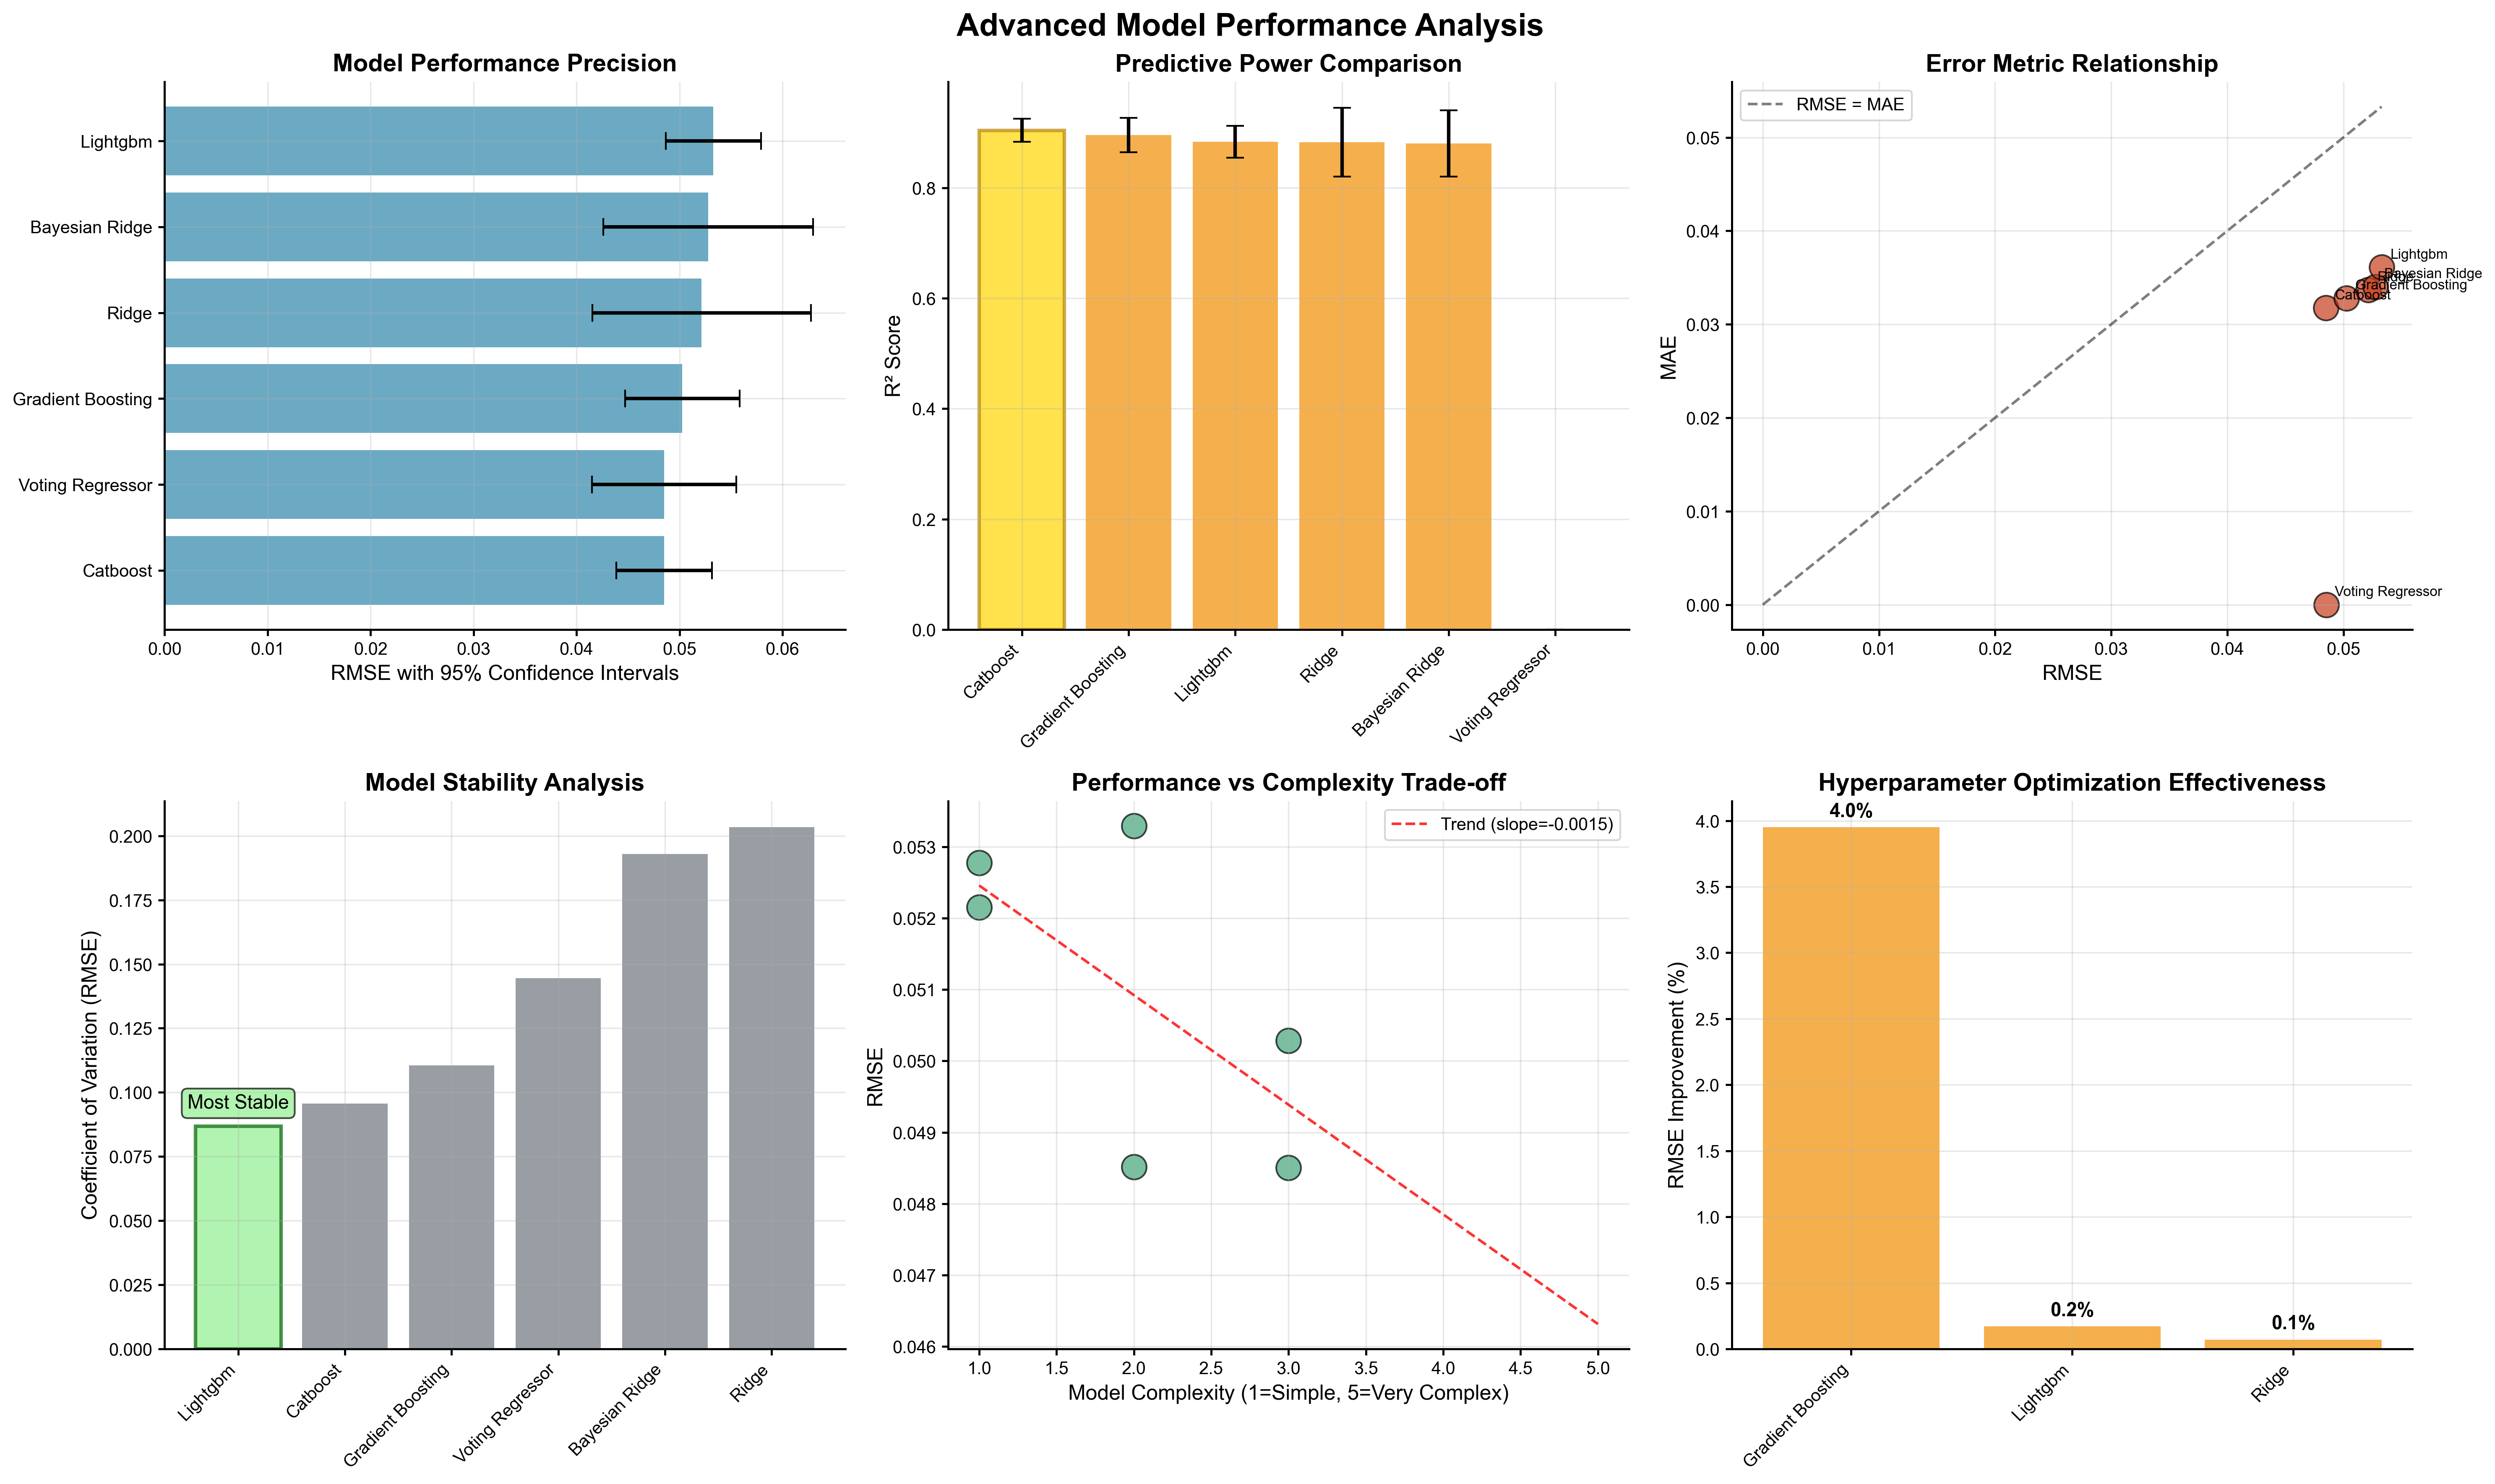 Advanced Model Performance Analysis
Model Performance Precision
Lightgbm
Bayesian Ridge
Ridge
Gradient Boosting
Voting Regressor
Catboost
0.00 0.01 0.02 0.03 0.04 0.05 0.06
RMSE with 95% Confidence Intervals
Predictive Power Comparison
R² Score
0.8
0.6
0.4
0.2
0.0
Catboost
Gradient Boosting
Lightgbm
Ridge
Bayesian Ridge
Voting Regressor
Error Metric Relationship
RMSE = MAE
MAE
0.05
0.04
0.03
0.02
0.01
0.00
Lightgbm
Bayesian Ridge
Ridge
Gradient Boosting
Catboost
Voting Regressor
0.00 0.01 0.02 0.03 0.04 0.05
RMSE
Model Stability Analysis
Coefficient of Variation (RMSE)
0.200
0.175
0.150
0.125
0.100
0.075
0.050
0.025
0.000
Most Stable
Lightgbm
Catboost
Gradient Boosting
Voting Regressor
Bayesian Ridge
Ridge
Performance vs Complexity Trade-off
Trend (slope=-0.0015)
RMSE
0.053
0.052
0.051
0.050
0.049
0.048
0.047
0.046
1.0 1.5 2.0 2.5 3.0 3.5 4.0 4.5 5.0
Model Complexity (1=Simple, 5=Very Complex)
Hyperparameter Optimization Effectiveness
RMSE Improvement (%)
4.0
3.5
3.0
2.5
2.0
1.5
1.0
0.5
0.0
4.0%
0.2%
0.1%
Gradient Boosting
Lightgbm
Ridge